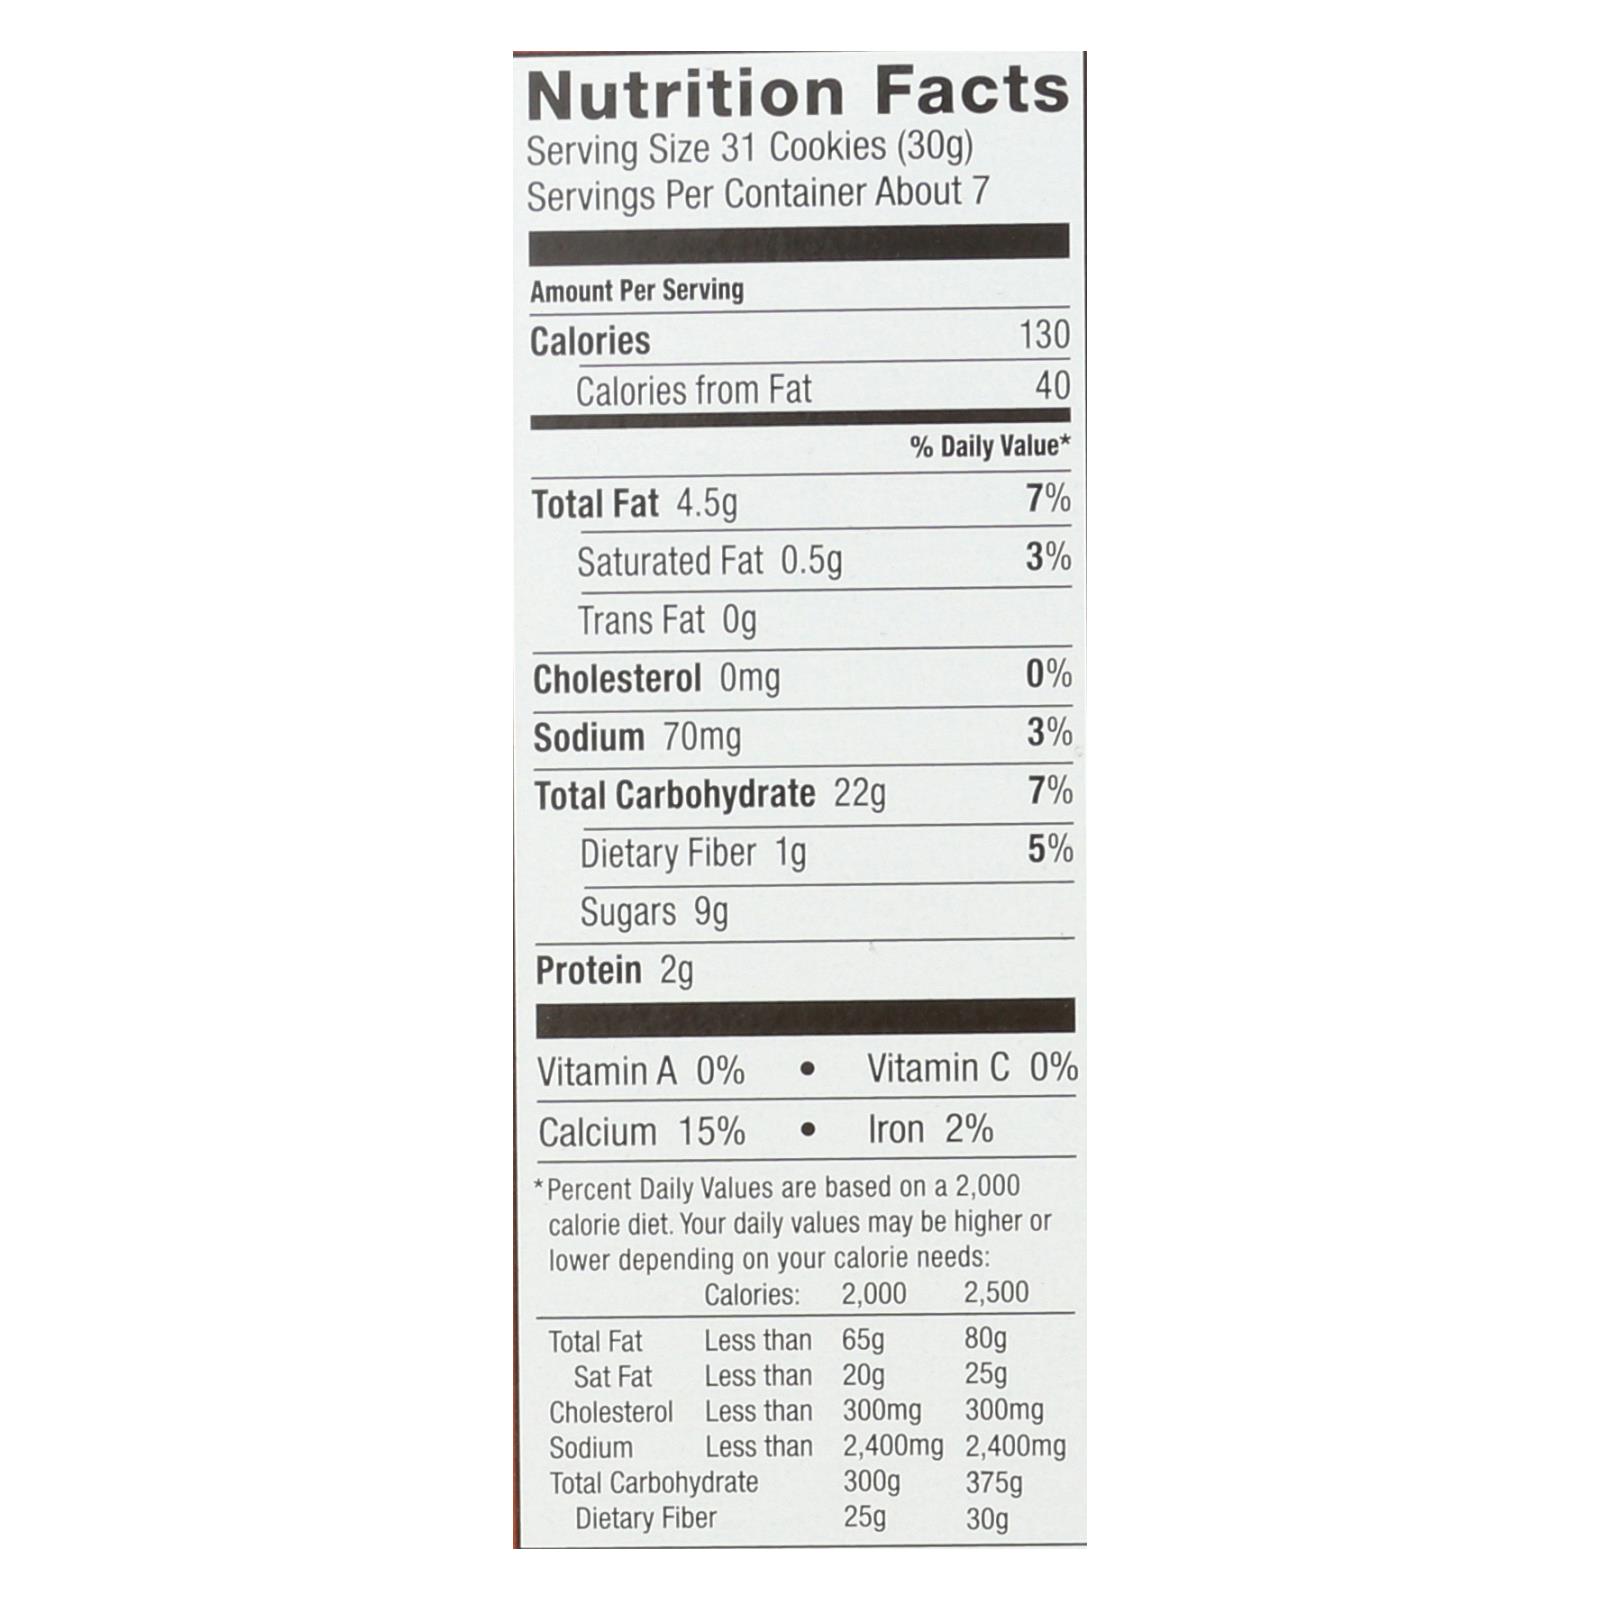 Nutrition Facts
Serving Size 31 Cookies (30g)
Servings Per Container About 7
Amount Per Serving
Calories 130
Calories from Fat 40
% Daily Value*
Total Fat 4.5g 7%
Saturated Fat 0.5g 3%
Trans Fat 0g
Cholesterol 0mg 0%
Sodium 70mg 3%
Total Carbohydrate 22g 7%
Dietary Fiber 1g 5%
Sugars 9g
Protein 2g
Vitamin A 0% • Vitamin C 0%
Calcium 15% • Iron 2%
*Percent Daily Values are based on a 2,000
calorie diet. Your daily values may be higher or
lower depending on your calorie needs:
Calories: 2,000 2,500
Total Fat Less than 65g 80g
Sat Fat Less than 20g 25g
Cholesterol Less than 300mg 300mg
Sodium Less than 2,400mg 2,400mg
Total Carbohydrate 300g 375g
Dietary Fiber 25g 30g